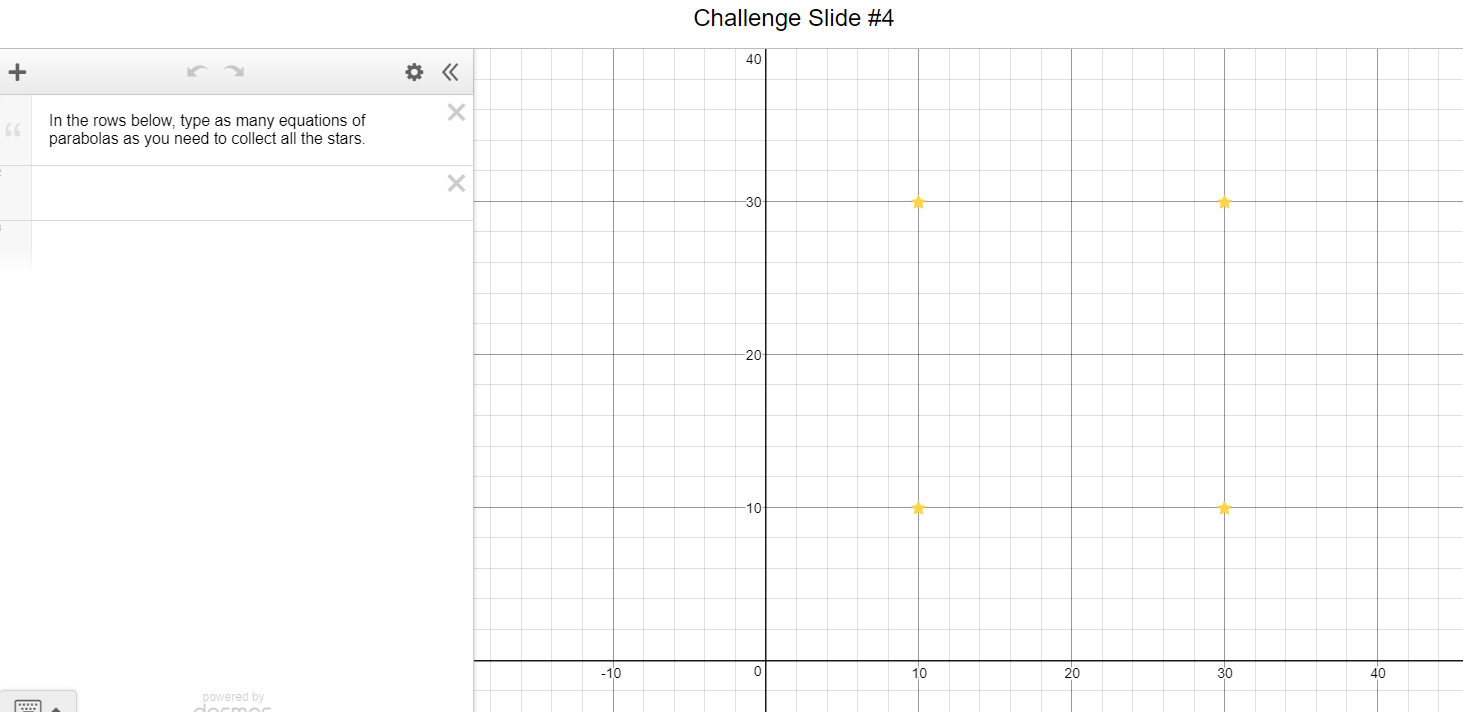 Challenge Slide #4
In the rows below, type as many equations of
parabolas as you need to collect all the stars.
powered by
desmos
40
30
20
10
-10
0
10
20
30
40